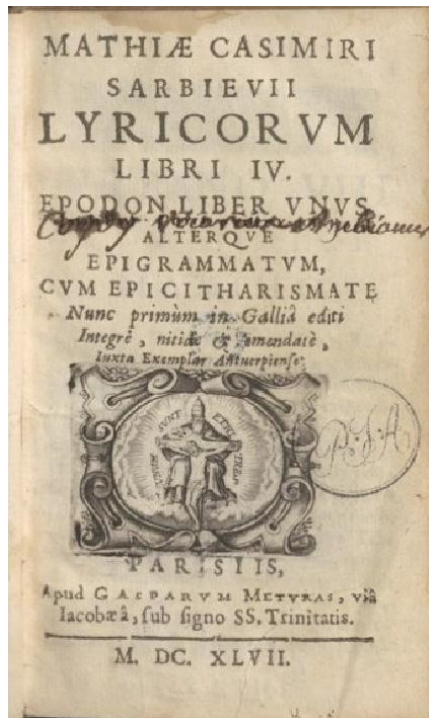 MATHIÆ CASIMIRI
SARBIEVII
LYRICORVM
LIBRI IV.
EPODON LIBER VNVS
ALTERQVE
EPIGRAMMATVM,
CVM EPICITHARISMATE
Nunc primùm in Galliâ editi
Integrè, nitidè & emendatè,
Iuxta Exemplar Antuerpiense.
SVNT
PARISIIS,
Apud GASPARVM METVRAS, viâ
Iacobæâ, sub signo SS. Trinitatis.
M. DC. XLVII.